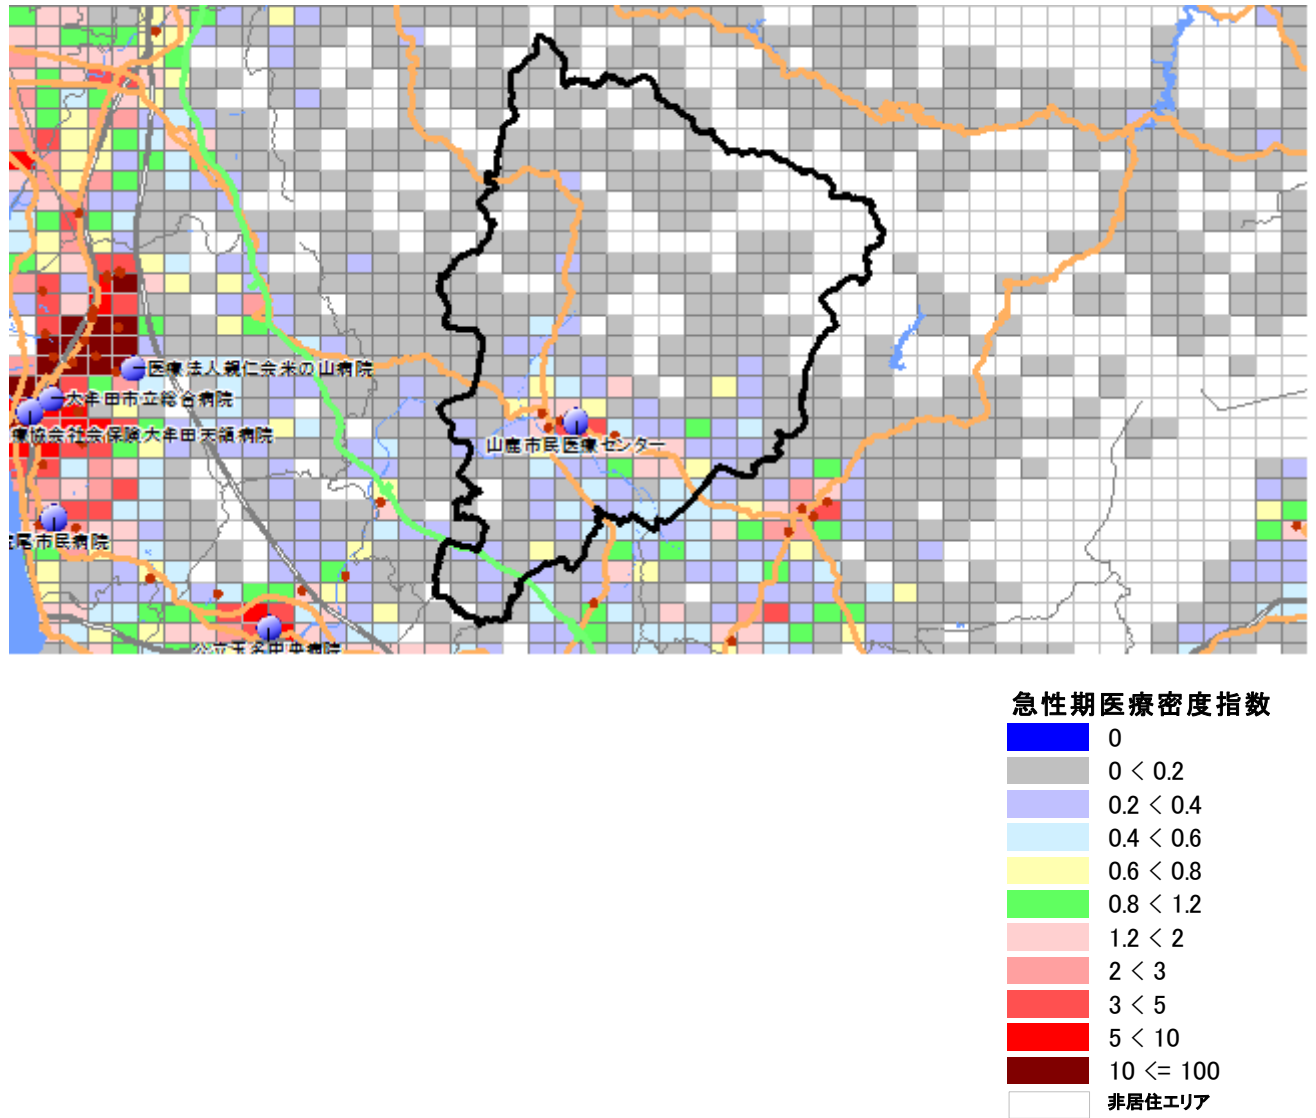 医療法人親仁会米の山病院
大牟田市立総合病院
療協会社会保険大牟田天領病院
山鹿市民医療センター
尾市民病院
公立玉名中央病院
急性期医療密度指数
0
0 < 0.2
0.2 < 0.4
0.4 < 0.6
0.6 < 0.8
0.8 < 1.2
1.2 < 2
2 < 3
3 < 5
5 < 10
10 <= 100
非居住エリア